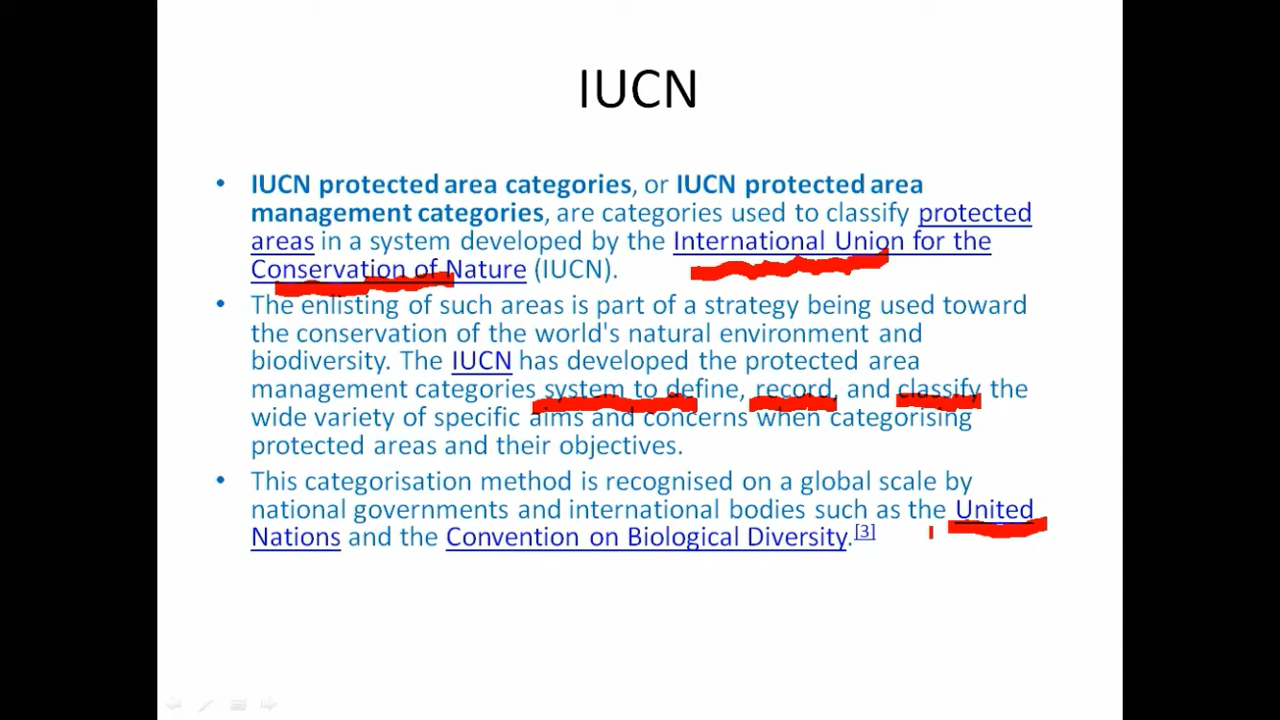 IUCN
• IUCN protected area categories, or IUCN protected area
management categories, are categories used to classify protected
areas in a system developed by the International Union for the
Conservation of Nature (IUCN).
• The enlisting of such areas is part of a strategy being used toward
the conservation of the world's natural environment and
biodiversity. The IUCN has developed the protected area
management categories system to define, record, and classify the
wide variety of specific aims and concerns when categorising
protected areas and their objectives.
• This categorisation method is recognised on a global scale by
national governments and international bodies such as the United
Nations and the Convention on Biological Diversity.[3]